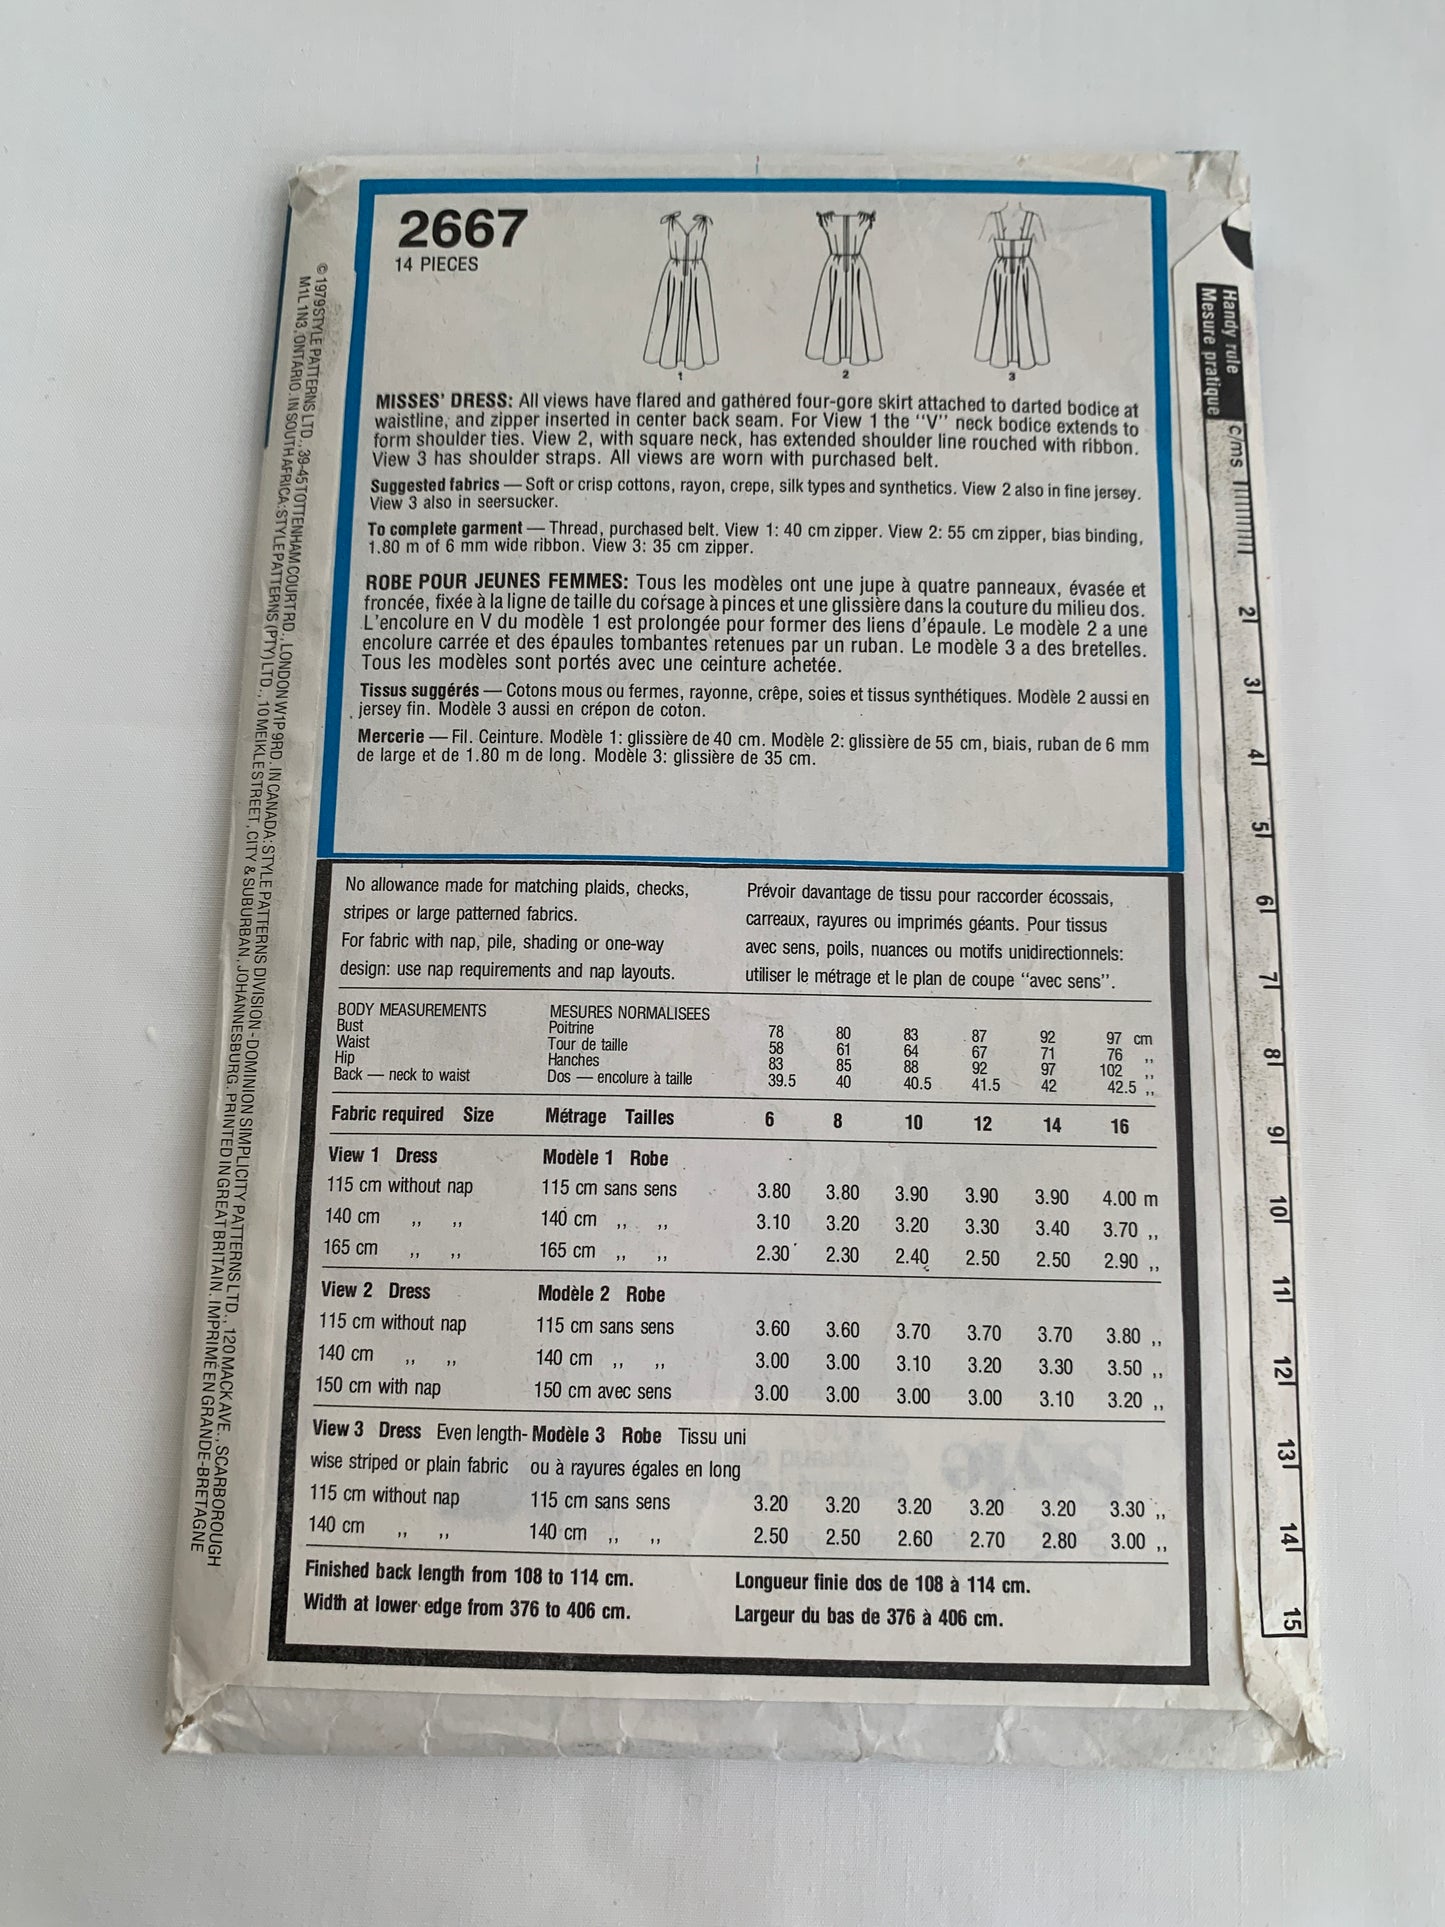 2667
14 PIECES
1
2
3
MISSES' DRESS: All views have flared and gathered four-gore skirt attached to darted bodice at
waistline, and zipper inserted in center back seam. For View 1 the "V" neck bodice extends to
form shoulder ties. View 2, with square neck, has extended shoulder line rouched with ribbon.
View 3 has shoulder straps. All views are worn with purchased belt.
Suggested fabrics — Soft or crisp cottons, rayon, crepe, silk types and synthetics. View 2 also in fine jersey.
View 3 also in seersucker.
To complete garment — Thread, purchased belt. View 1: 40 cm zipper. View 2: 55 cm zipper, bias binding,
1.80 m of 6 mm wide ribbon. View 3: 35 cm zipper.
ROBE POUR JEUNES FEMMES: Tous les modèles ont une jupe à quatre panneaux, évasée et
froncée, fixée à la ligne de taille du corsage à pinces et une glissière dans la couture du milieu dos.
L'encolure en V du modèle 1 est prolongée pour former des liens d'épaule. Le modèle 2 a une
encolure carrée et des épaules tombantes retenues par un ruban. Le modèle 3 a des bretelles.
Tous les modèles sont portés avec une ceinture achetée.
Tissus suggérés — Cotons mous ou fermes, rayonne, crêpe, soies et tissus synthétiques. Modèle 2 aussi en
jersey fin. Modèle 3 aussi en crépon de coton.
Mercerie — Fil. Ceinture. Modèle 1: glissière de 40 cm. Modèle 2: glissière de 55 cm, biais, ruban de 6 mm
de large et de 1.80 m de long. Modèle 3: glissière de 35 cm.
No allowance made for matching plaids, checks,
stripes or large patterned fabrics.
For fabric with nap, pile, shading or one-way
design: use nap requirements and nap layouts.
Prévoir davantage de tissu pour raccorder écossais,
carreaux, rayures ou imprimés géants. Pour tissus
avec sens, poils, nuances ou motifs unidirectionnels:
utiliser le métrage et le plan de coupe "avec sens".
BODY MEASUREMENTS MESURES NORMALISEES
Bust Poitrine 78 80 83 87 92 97 cm
Waist Tour de taille 58 61 64 67 71 76 ,,
Hip Hanches 83 85 88 92 97 102 ,,
Back — neck to waist Dos — encolure à taille 39.5 40 40.5 41.5 42 42.5 ,,
Fabric required Size Métrage Tailles 6 8 10 12 14 16
View 1 Dress Modèle 1 Robe
115 cm without nap 115 cm sans sens 3.80 3.80 3.90 3.90 3.90 4.00 m
140 cm ,, ,, 140 cm ,, ,, 3.10 3.20 3.20 3.30 3.40 3.70 ,,
165 cm ,, ,, 165 cm ,, ,, 2.30 2.30 2.40 2.50 2.50 2.90 ,,
View 2 Dress Modèle 2 Robe
115 cm without nap 115 cm sans sens 3.60 3.60 3.70 3.70 3.70 3.80 ,,
140 cm ,, ,, 140 cm ,, ,, 3.00 3.00 3.10 3.20 3.30 3.50 ,,
150 cm with nap 150 cm avec sens 3.00 3.00 3.00 3.00 3.10 3.20 ,,
View 3 Dress Even length- Modèle 3 Robe Tissu uni
wise striped or plain fabric ou à rayures égales en long
115 cm without nap 115 cm sans sens 3.20 3.20 3.20 3.20 3.20 3.30 ,,
140 cm ,, ,, 140 cm ,, ,, 2.50 2.50 2.60 2.70 2.80 3.00 ,,
Finished back length from 108 to 114 cm.
Width at lower edge from 376 to 406 cm.
Longueur finie dos de 108 à 114 cm.
Largeur du bas de 376 à 406 cm.
© 1979 STYLE PATTERNS LTD., 39-45 TOTTENHAM COURT RD., LONDON W1P 9RD. IN CANADA: STYLE PATTERNS DIVISION - DOMINION SIMPLICITY PATTERNS LTD., 120 MACK AVE., SCARBOROUGH
M1L 1N3, ONTARIO. IN SOUTH AFRICA: STYLE PATTERNS (PTY) LTD., 10 MEIKLE STREET, CITY & SUBURBAN, JOHANNESBURG. PRINTED IN GREAT BRITAIN. IMPRIMÉ EN GRANDE-BRETAGNE
Handy rule
Mesure pratique
c/ms
2
3
4
5
6
7
8
9
10
11
12
13
14
15